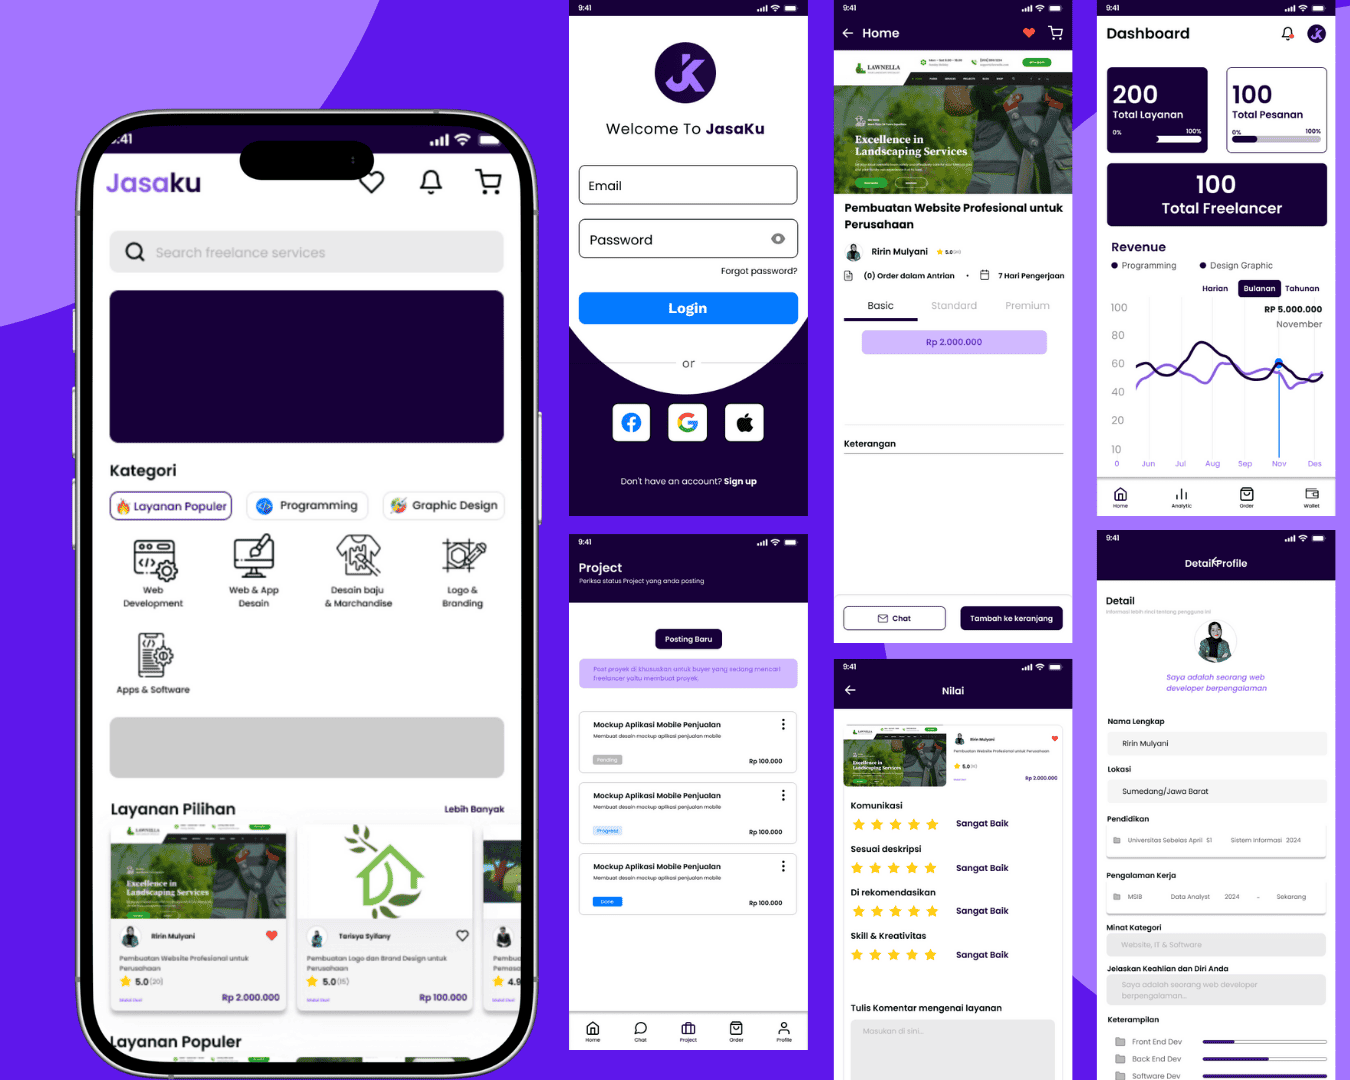 9:41
Jasaku
Search freelance services
Kategori
Layanan Populer
Programming
Graphic Design
Web
Development
Web & App
Desain
Desain baju
& Marchandise
Logo &
Branding
Apps & Software
Layanan Pilihan
Lebih Banyak
Excellence in
Landscaping Services
Ririn Mulyani
Pembuatan Website Profesional untuk
Perusahaan
5.0(20)
Mulai Dari
Rp 2.000.000
Tarisya Syifany
Pembuatan Logo dan Brand Design untuk
Perusahaan
5.0(15)
Mulai Dari
Rp 100.000
Pembu
Pemasa
4.9
Layanan Populer
9:41
JK
Welcome To JasaKu
Email
Password
Forgot password?
Login
or
Don't have an account? Sign up
9:41
Project
Periksa status Project yang anda posting
Posting Baru
Post proyek di khususkan untuk buyer yang sedang mencari
freelancer yaitu membuat proyek.
Mockup Aplikasi Mobile Penjualan
Membuat desain mockup aplikasi penjualan mobile
Pending
Rp 100.000
Mockup Aplikasi Mobile Penjualan
Membuat desain mockup aplikasi penjualan mobile
Progress
Rp 100.000
Mockup Aplikasi Mobile Penjualan
Membuat desain mockup aplikasi penjualan mobile
Done
Rp 100.000
Home
Chat
Project
Order
Profile
9:41
Home
LAWNELLA
Excellence in
Landscaping Services
Pembuatan Website Profesional untuk
Perusahaan
Ririn Mulyani
5.0
(0) Order dalam Antrian
7 Hari Pengerjaan
Basic
Standard
Premium
Rp 2.000.000
Keterangan
Chat
Tambah ke keranjang
9:41
Nilai
Excellence in
Landscaping Services
Ririn Mulyani
Pembuatan Website Profesional untuk Perusahaan
5.0
Mulai Dari
Rp 2.000.000
Komunikasi
Sangat Baik
Sesuai deskripsi
Sangat Baik
Di rekomendasikan
Sangat Baik
Skill & Kreativitas
Sangat Baik
Tulis Komentar mengenai layanan
Masukan di sini...
9:41
Dashboard
JK
200
Total Layanan
0%
100%
100
Total Pesanan
0%
100%
100
Total Freelancer
Revenue
Programming
Design Graphic
Harian
Bulanan
Tahunan
RP 5.000.000
November
100
80
60
40
20
10
0
Jun
Jul
Aug
Sep
Nov
Des
Home
Analytic
Order
Wallet
9:41
Detail Profile
Detail
Informasi lebih lanjut tentang pengguna ini
Saya adalah seorang web
developer berpengalaman
Nama Lengkap
RIrin Mulyani
Lokasi
Sumedang/Jawa Barat
Pendidikan
Universitas Sebelas April S1 Sistem Informasi 2024
Pengalaman Kerja
MSIB Data Analyst 2024 - Sekarang
Minat Kategori
Website, IT & Software
Jelaskan Keahlian dan Diri Anda
Saya adalah seorang web developer
berpengalaman...
Keterampilan
Front End Dev
Back End Dev
Software Dev